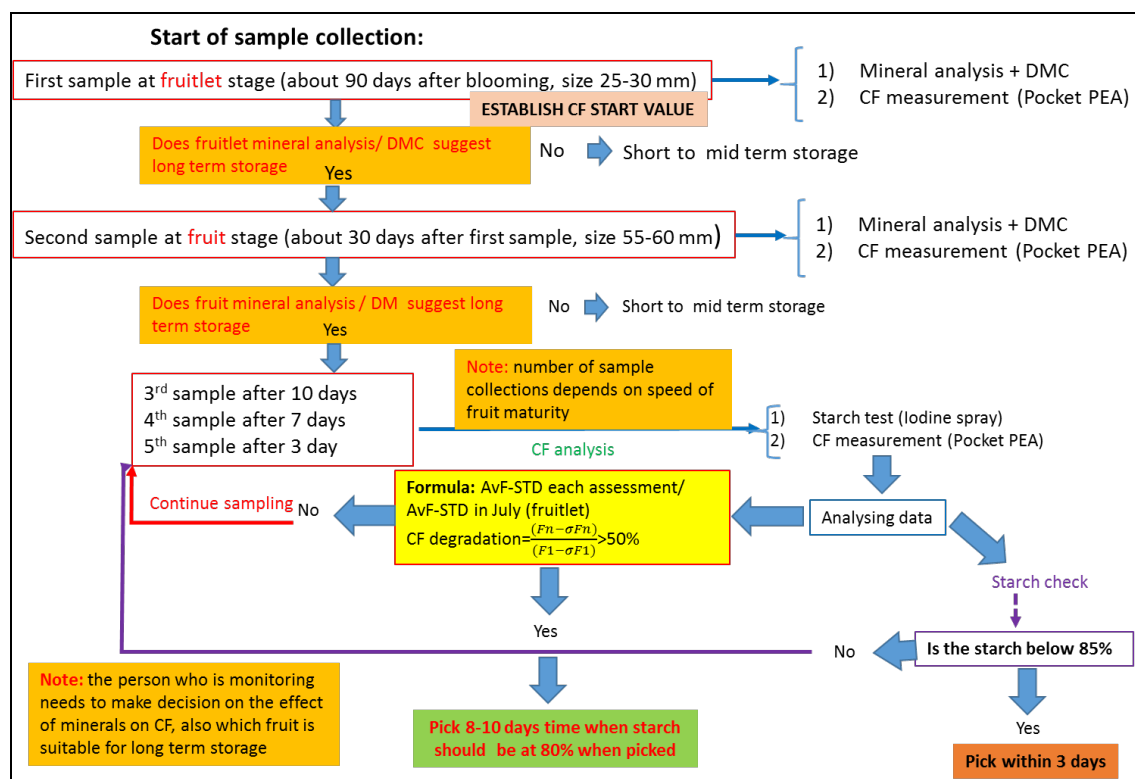 Start of sample collection:
First sample at fruitlet stage (about 90 days after blooming, size 25-30 mm)
1) Mineral analysis + DMC
2) CF measurement (Pocket PEA)
ESTABLISH CF START VALUE
Does fruitlet mineral analysis/ DMC suggest
long term storage
Yes
No
Short to mid term storage
Second sample at fruit stage (about 30 days after first sample, size 55-60 mm)
1) Mineral analysis + DMC
2) CF measurement (Pocket PEA)
Does fruit mineral analysis / DM suggest long
term storage
Yes
No
Short to mid term storage
3rd sample after 10 days
4th sample after 7 days
5th sample after 3 day
Note: number of sample
collections depends on speed of
fruit maturity
CF analysis
1) Starch test (Iodine spray)
2) CF measurement (Pocket PEA)
Continue sampling
No
Formula: AvF-STD each assessment/
AvF-STD in July (fruitlet)
CF degradation=(Fn−σFn)/(F1−σF1)>50%
Analysing data
Starch check
Yes
No
Is the starch below 85%
Note: the person who is monitoring
needs to make decision on the effect
of minerals on CF, also which fruit is
suitable for long term storage
Pick 8-10 days time when starch
should be at 80% when picked
Yes
Pick within 3 days